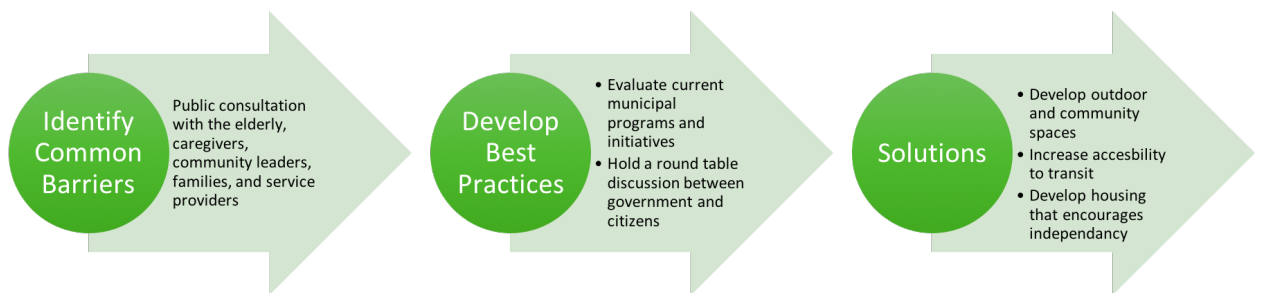 Identify
Common
Barriers
Public consultation
with the elderly,
caregivers,
community leaders,
families, and service
providers
Develop
Best
Practices
• Evaluate current
municipal
programs and
initiatives
• Hold a round table
discussion between
government and
citizens
Solutions
• Develop outdoor
and community
spaces
• Increase accesbility
to transit
• Develop housing
that encourages
independancy